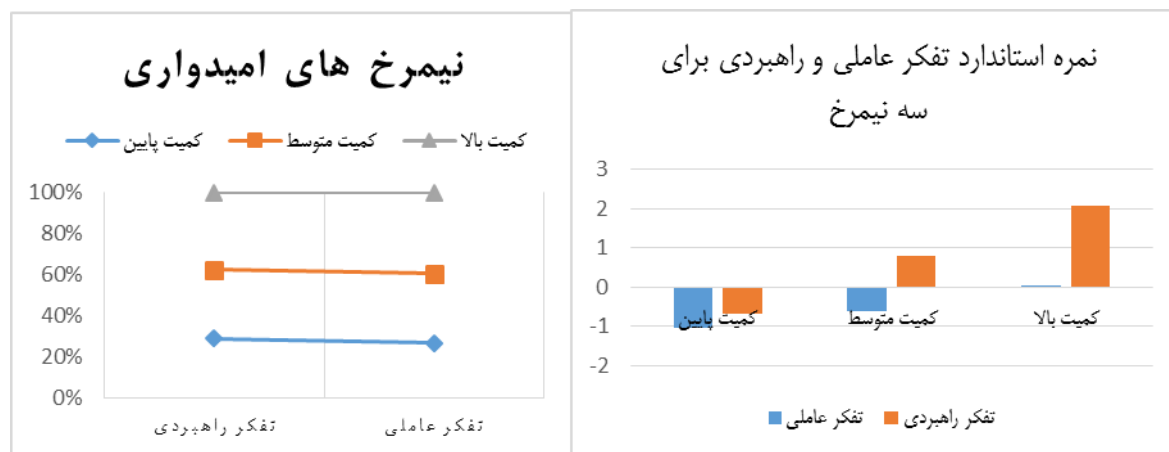 نیمرخ های امیدواری
کمیت پایین
کمیت متوسط
کمیت بالا
100%
80%
60%
40%
20%
0%
تفکر راهبردی
تفکر عاملی
نمره استاندارد تفکر عاملی و راهبردی برای
سه نیمرخ
3
2
1
0
-1
-2
کمیت پایین
کمیت متوسط
کمیت بالا
تفکر عاملی
تفکر راهبردی